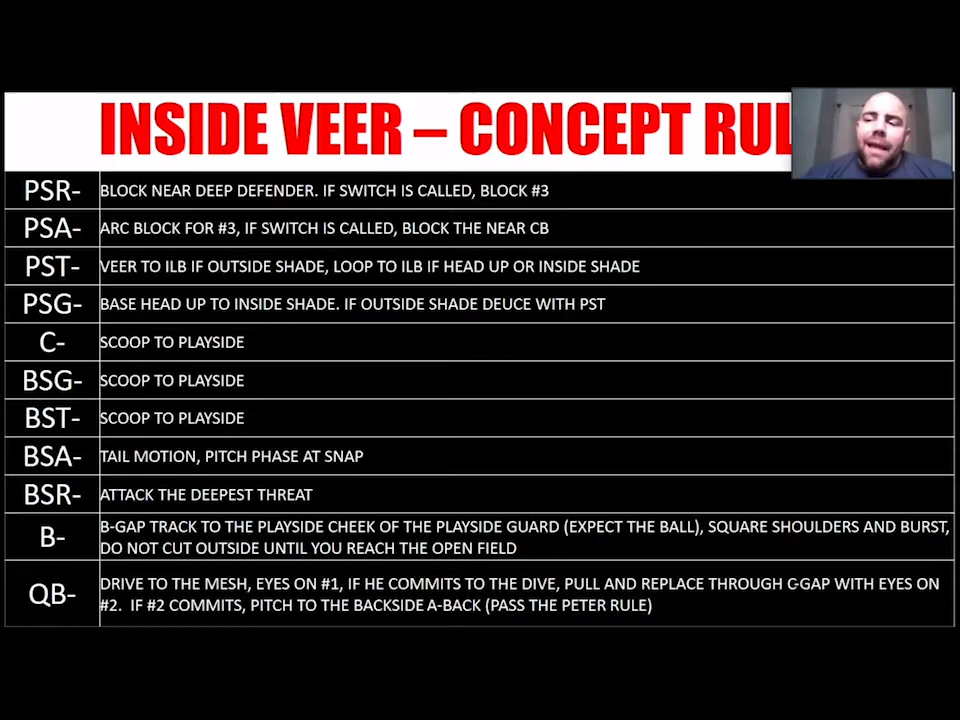 INSIDE VEER – CONCEPT
PSR- BLOCK NEAR DEEP DEFENDER. IF SWITCH IS CALLED, BLOCK #3
PSA- ARC BLOCK FOR #3, IF SWITCH IS CALLED, BLOCK THE NEAR CB
PST- VEER TO ILB IF OUTSIDE SHADE, LOOP TO ILB IF HEAD UP OR INSIDE SHADE
PSG- BASE HEAD UP TO INSIDE SHADE. IF OUTSIDE SHADE DEUCE WITH PST
C- SCOOP TO PLAYSIDE
BSG- SCOOP TO PLAYSIDE
BST- SCOOP TO PLAYSIDE
BSA- TAIL MOTION, PITCH PHASE AT SNAP
BSR- ATTACK THE DEEPEST THREAT
B- B-GAP TRACK TO THE PLAYSIDE CHEEK OF THE PLAYSIDE GUARD (EXPECT THE BALL), SQUARE SHOULDERS AND BURST,
DO NOT CUT OUTSIDE UNTIL YOU REACH THE OPEN FIELD
QB- DRIVE TO THE MESH, EYES ON #1, IF HE COMMITS TO THE DIVE, PULL AND REPLACE THROUGH C-GAP WITH EYES ON
#2. IF #2 COMMITS, PITCH TO THE BACKSIDE A-BACK (PASS THE PETER RULE)